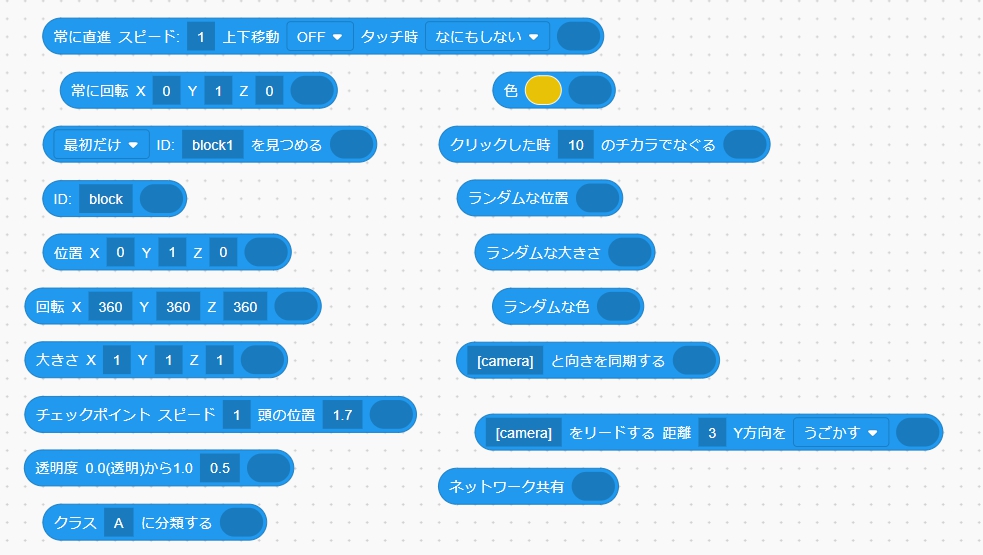 常に直進 スピード: 1 上下移動 OFF タッチ時 なにもしない
常に回転 X 0 Y 1 Z 0
色
最初だけ ID: block1 を見つめる
クリックした時 10 のチカラでなぐる
ID: block
ランダムな位置
位置 X 0 Y 1 Z 0
ランダムな大きさ
回転 X 360 Y 360 Z 360
ランダムな色
大きさ X 1 Y 1 Z 1
[camera] と向きを同期する
チェックポイント スピード 1 頭の位置 1.7
[camera] をリードする 距離 3 Y方向を うごかす
透明度 0.0(透明)から1.0 0.5
ネットワーク共有
クラス A に分類する